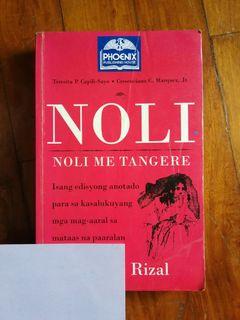 PHOENIX
PUBLISHING HOUSE
Teresita P. Capili-Sayo • Cresenciano C. Marquez, Jr.
NOLI
NOLI ME TANGERE
Isang edisyong anotado
para sa kasalukuyang
mga mag-aaral sa
mataas na paaralan
Rizal